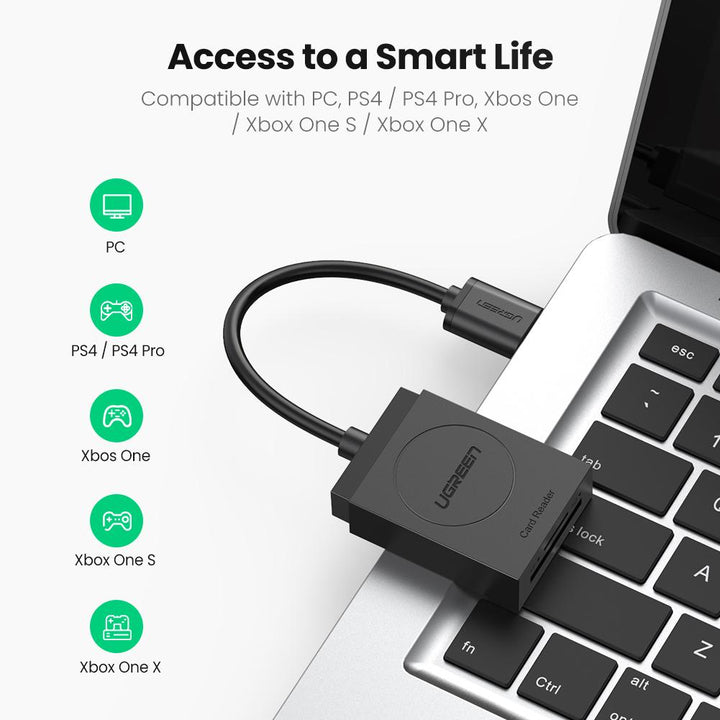 Access to a Smart Life
Compatible with PC, PS4 / PS4 Pro, Xbos One
/ Xbox One S / Xbox One X
PC
PS4 / PS4 Pro
Xbos One
Xbox One S
Xbox One X
UGREEN
UGREEN
Card Reader
esc
~
`
1
tab
s lock
A
fn
Z
Ctrl
alt